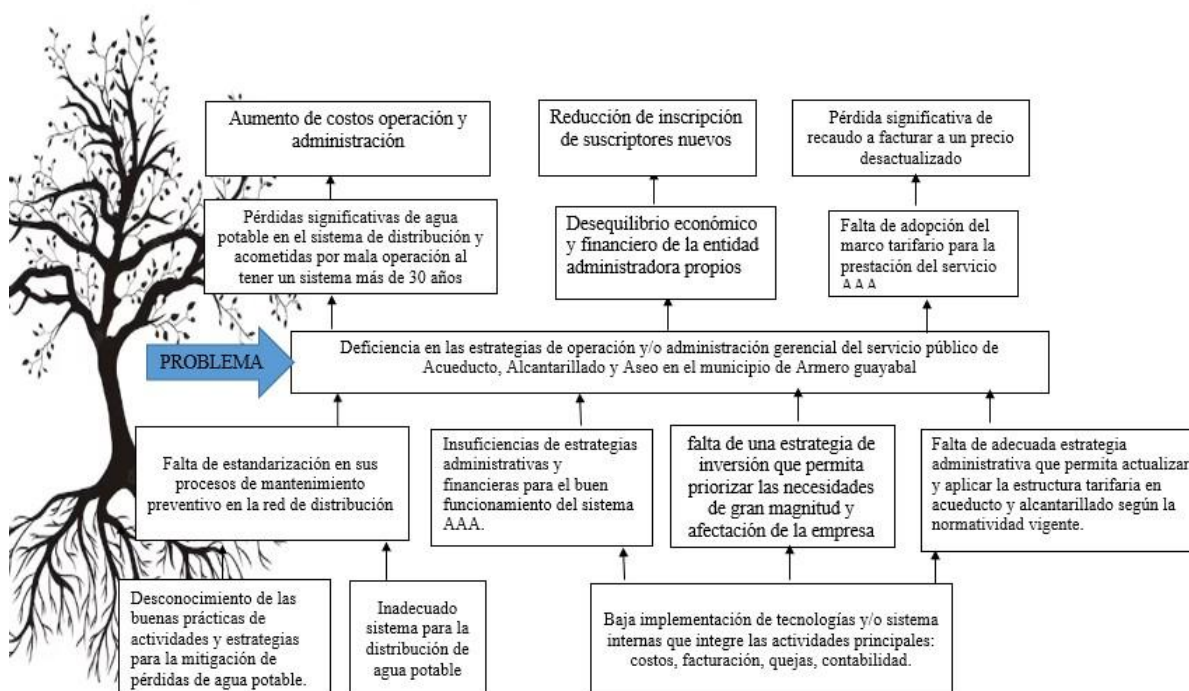 Aumento de costos operación y
administración
Reducción de inscripción
de suscriptores nuevos
Pérdida significativa de
recaudo a facturar a un precio
desactualizado
Pérdidas significativas de agua
potable en el sistema de distribución y
acometidas por mala operación al
tener un sistema más de 30 años
Desequilibrio económico
y financiero de la entidad
administradora propios
Falta de adopción del
marco tarifario para la
prestación del servicio
AAA
PROBLEMA
Deficiencia en las estrategias de operación y/o administración gerencial del servicio público de
Acueducto, Alcantarillado y Aseo en el municipio de Armero guayabal
Falta de estandarización en sus
procesos de mantenimiento
preventivo en la red de distribución
Insuficiencias de estrategias
administrativas y
financieras para el buen
funcionamiento del sistema
AAA.
falta de una estrategia de
inversión que permita
priorizar las necesidades
de gran magnitud y
afectación de la empresa
Falta de adecuada estrategia
administrativa que permita actualizar
y aplicar la estructura tarifaria en
acueducto y alcantarillado según la
normatividad vigente.
Desconocimiento de las
buenas prácticas de
actividades y estrategias
para la mitigación de
pérdidas de agua potable.
Inadecuado
sistema para la
distribución de
agua potable
Baja implementación de tecnologías y/o sistema
internas que integre las actividades principales:
costos, facturación, quejas, contabilidad.